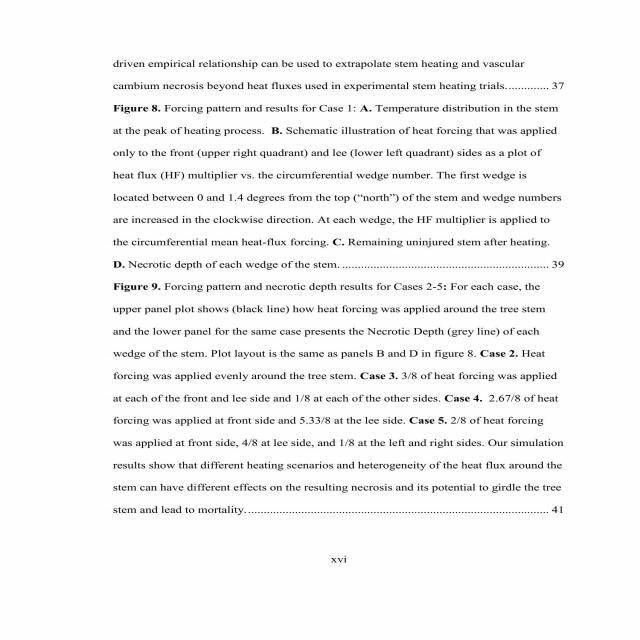 driven empirical relationship can be used to extrapolate stem heating and vascular
cambium necrosis beyond heat fluxes used in experimental stem heating trials. ............. 37
Figure 8. Forcing pattern and results for Case 1: A. Temperature distribution in the stem
at the peak of heating process. B. Schematic illustration of heat forcing that was applied
only to the front (upper right quadrant) and lee (lower left quadrant) sides as a plot of
heat flux (HF) multiplier vs. the circumferential wedge number. The first wedge is
located between 0 and 1.4 degrees from the top (“north”) of the stem and wedge numbers
are increased in the clockwise direction. At each wedge, the HF multiplier is applied to
the circumferential mean heat-flux forcing. C. Remaining uninjured stem after heating.
D. Necrotic depth of each wedge of the stem. .................................................................. 39
Figure 9. Forcing pattern and necrotic depth results for Cases 2-5: For each case, the
upper panel plot shows (black line) how heat forcing was applied around the tree stem
and the lower panel for the same case presents the Necrotic Depth (grey line) of each
wedge of the stem. Plot layout is the same as panels B and D in figure 8. Case 2. Heat
forcing was applied evenly around the tree stem. Case 3. 3/8 of heat forcing was applied
at each of the front and lee side and 1/8 at each of the other sides. Case 4. 2.67/8 of heat
forcing was applied at front side and 5.33/8 at the lee side. Case 5. 2/8 of heat forcing
was applied at front side, 4/8 at lee side, and 1/8 at the left and right sides. Our simulation
results show that different heating scenarios and heterogeneity of the heat flux around the
stem can have different effects on the resulting necrosis and its potential to girdle the tree
stem and lead to mortality. ................................................................................................ 41
xvi